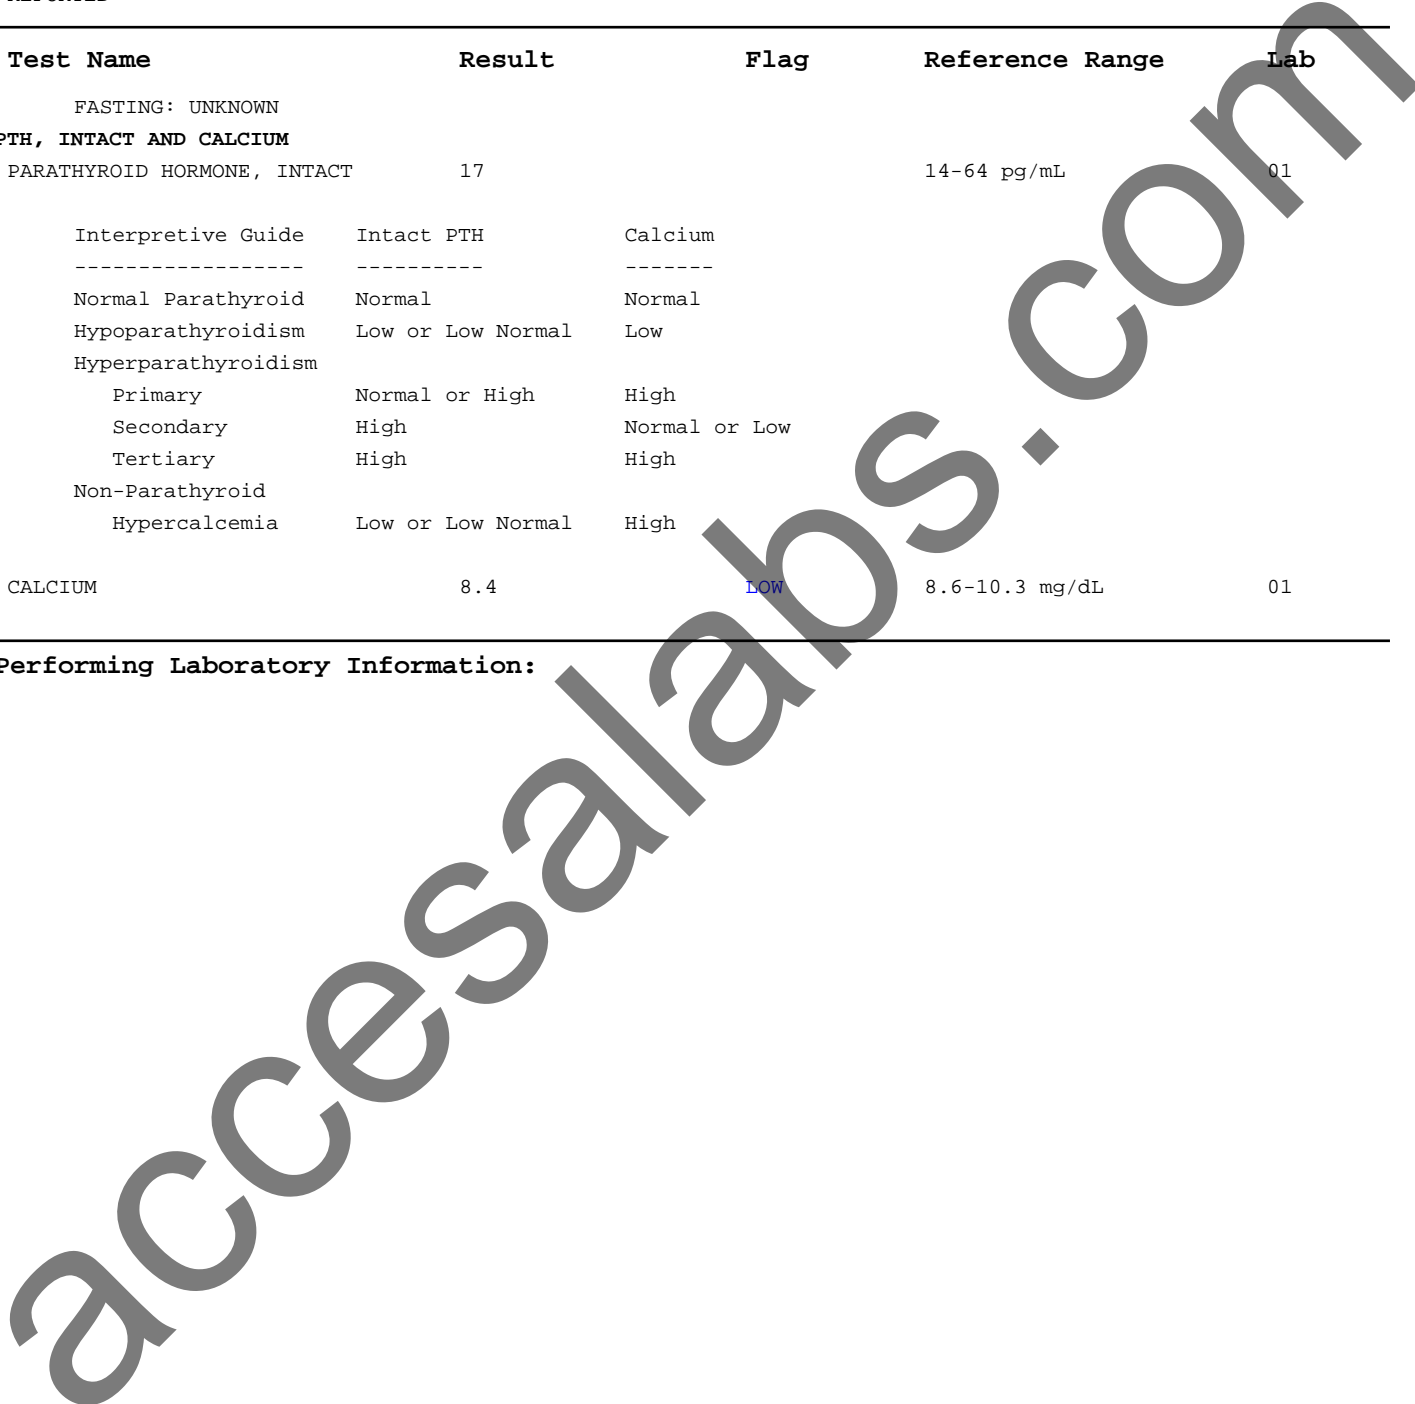 Test Name Result Flag Reference Range Lab
FASTING: UNKNOWN
PTH, INTACT AND CALCIUM
PARATHYROID HORMONE, INTACT 17 14-64 pg/mL 01
Interpretive Guide Intact PTH Calcium
------------------ ---------- -------
Normal Parathyroid Normal Normal
Hypoparathyroidism Low or Low Normal Low
Hyperparathyroidism
Primary Normal or High High
Secondary High Normal or Low
Tertiary High High
Non-Parathyroid
Hypercalcemia Low or Low Normal High
CALCIUM 8.4 LOW 8.6-10.3 mg/dL 01
Performing Laboratory Information:
accesalabs.com